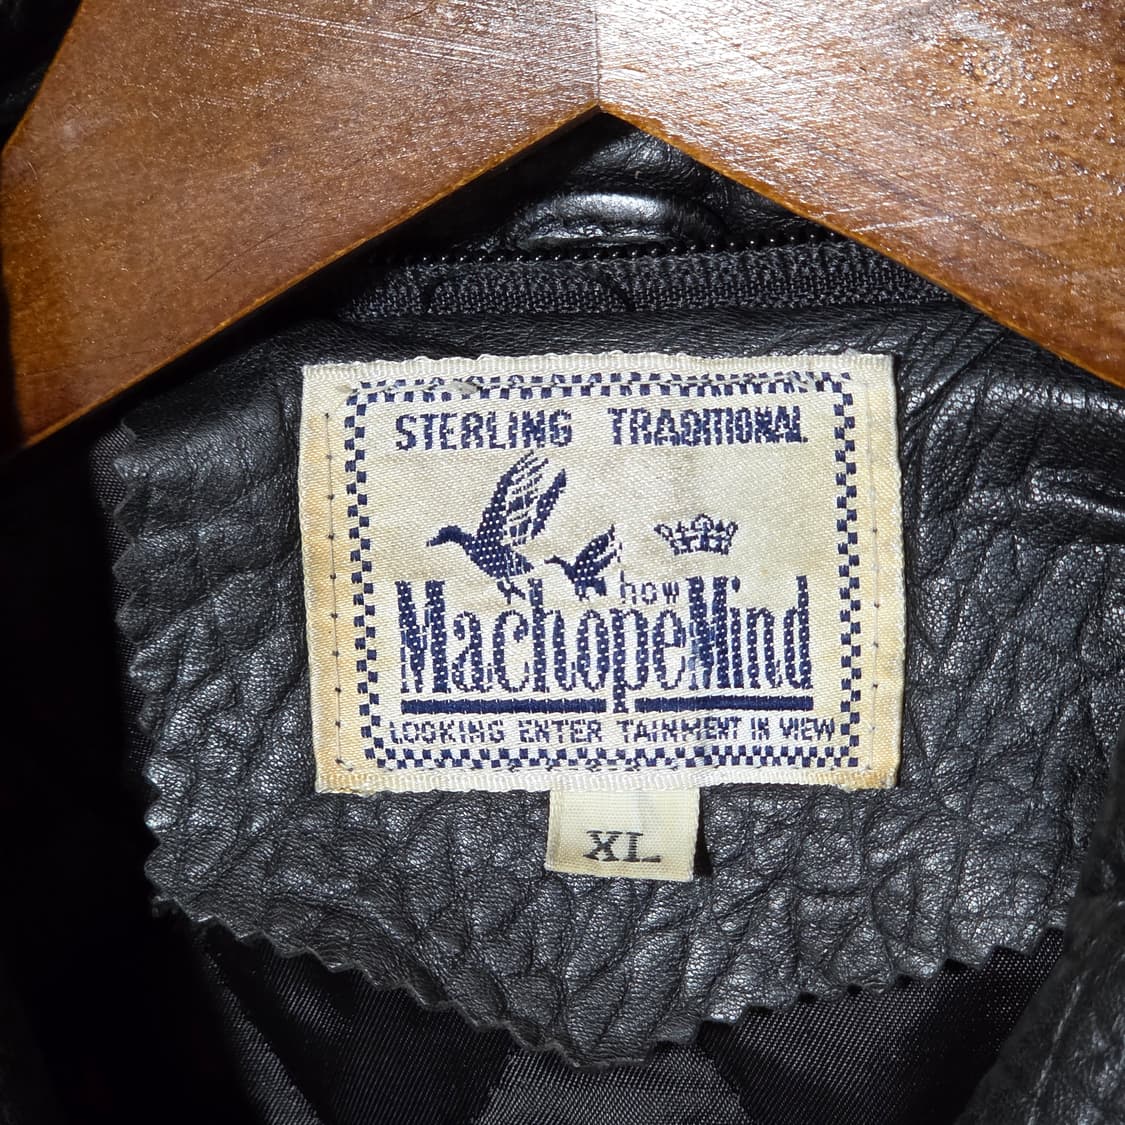 STERLING TRADITIONAL
how
MachopeMind
LOOKING ENTER TAINMENT IN VIEW
XL